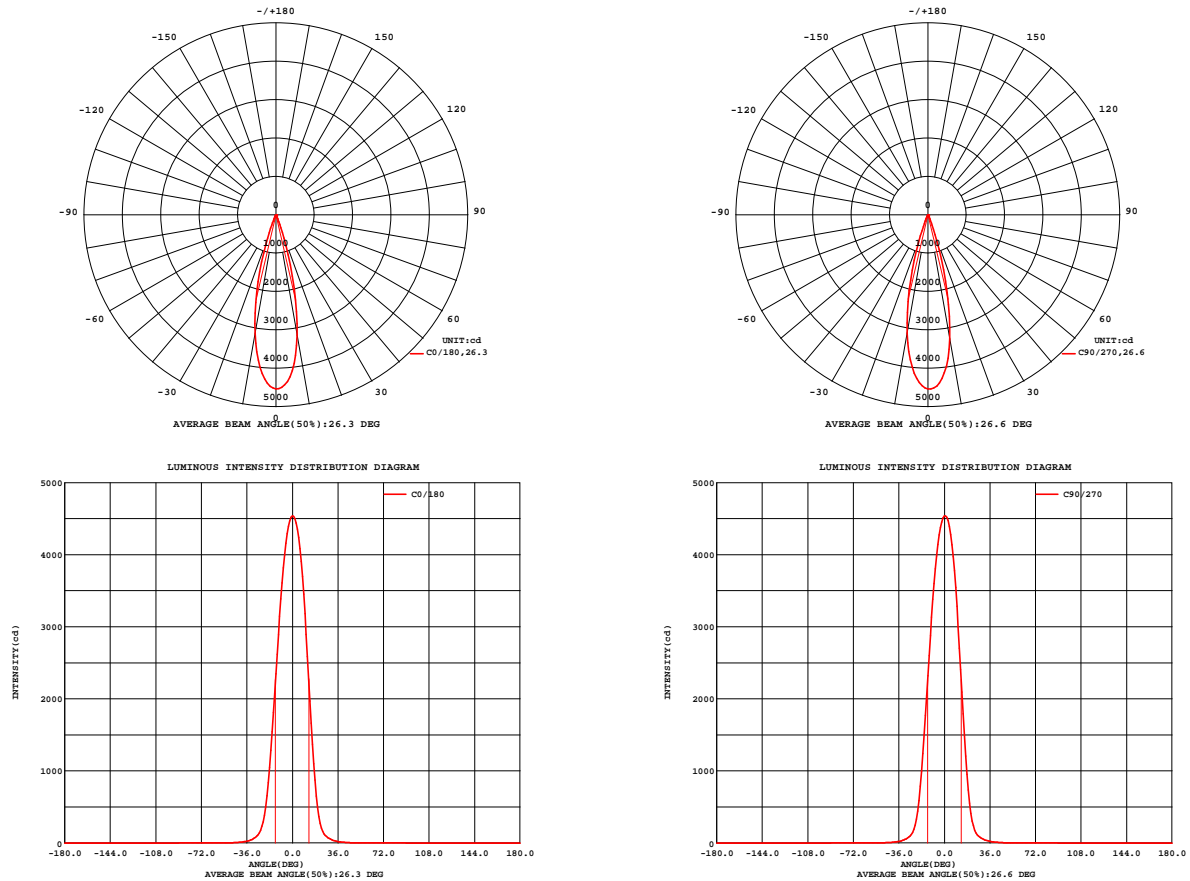 -/+180
-150
150
-120
120
-90
90
-60
60
-30
30
0
0
1000
2000
3000
4000
5000
UNIT:cd
C0/180,26.3
AVERAGE BEAM ANGLE(50%):26.3 DEG
-/+180
-150
150
-120
120
-90
90
-60
60
-30
30
0
0
1000
2000
3000
4000
5000
UNIT:cd
C90/270,26.6
AVERAGE BEAM ANGLE(50%):26.6 DEG
LUMINOUS INTENSITY DISTRIBUTION DIAGRAM
C0/180
INTENSITY(cd)
5000
4000
3000
2000
1000
0
-180.0 -144.0 -108.0 -72.0 -36.0 0.0 36.0 72.0 108.0 144.0 180.0
ANGLE(DEG)
AVERAGE BEAM ANGLE(50%):26.3 DEG
LUMINOUS INTENSITY DISTRIBUTION DIAGRAM
C90/270
INTENSITY(cd)
5000
4000
3000
2000
1000
0
-180.0 -144.0 -108.0 -72.0 -36.0 0.0 36.0 72.0 108.0 144.0 180.0
ANGLE(DEG)
AVERAGE BEAM ANGLE(50%):26.6 DEG